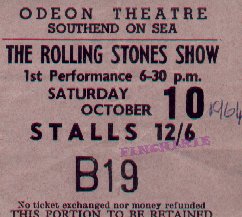 ODEON THEATRE
SOUTHEND ON SEA
THE ROLLING STONES SHOW
1st Performance 6-30 p.m.
SATURDAY
OCTOBER 10 1964
STALLS 12/6
B19
No ticket exchanged nor money refunded
THIS PORTION TO BE RETAINED